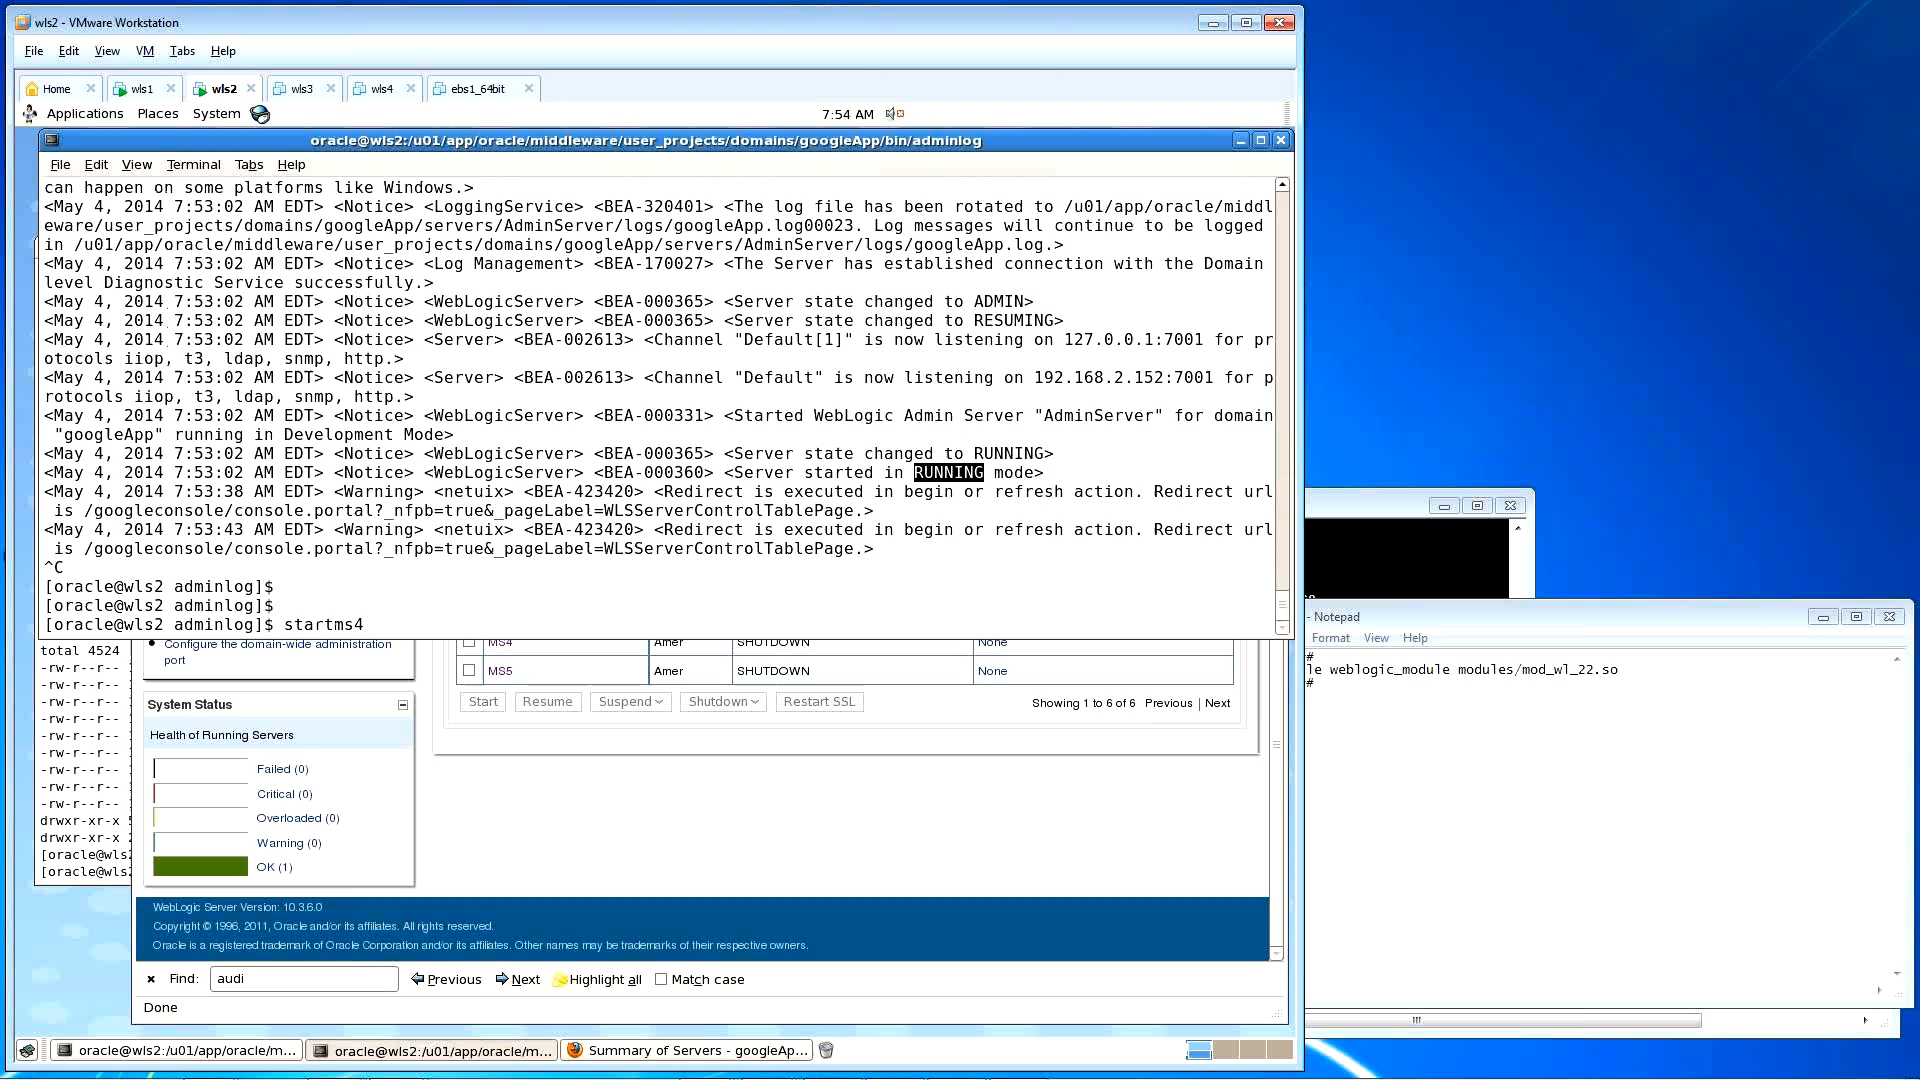 wls2 - VMware Workstation
File Edit View VM Tabs Help
Home wls1 wls2 wls3 wls4 ebs1_64bit
Applications Places System 7:54 AM
oracle@wls2:/u01/app/oracle/middleware/user_projects/domains/googleApp/bin/adminlog
File Edit View Terminal Tabs Help
can happen on some platforms like Windows.>
<May 4, 2014 7:53:02 AM EDT> <Notice> <LoggingService> <BEA-320401> <The log file has been rotated to /u01/app/oracle/middl
eware/user_projects/domains/googleApp/servers/AdminServer/logs/googleApp.log00023. Log messages will continue to be logged
in /u01/app/oracle/middleware/user_projects/domains/googleApp/servers/AdminServer/logs/googleApp.log.>
<May 4, 2014 7:53:02 AM EDT> <Notice> <Log Management> <BEA-170027> <The Server has established connection with the Domain
level Diagnostic Service successfully.>
<May 4, 2014 7:53:02 AM EDT> <Notice> <WebLogicServer> <BEA-000365> <Server state changed to ADMIN>
<May 4, 2014 7:53:02 AM EDT> <Notice> <WebLogicServer> <BEA-000365> <Server state changed to RESUMING>
<May 4, 2014 7:53:02 AM EDT> <Notice> <Server> <BEA-002613> <Channel "Default[1]" is now listening on 127.0.0.1:7001 for pr
otocols iiop, t3, ldap, snmp, http.>
<May 4, 2014 7:53:02 AM EDT> <Notice> <Server> <BEA-002613> <Channel "Default" is now listening on 192.168.2.152:7001 for p
rotocols iiop, t3, ldap, snmp, http.>
<May 4, 2014 7:53:02 AM EDT> <Notice> <WebLogicServer> <BEA-000331> <Started WebLogic Admin Server "AdminServer" for domain
"googleApp" running in Development Mode>
<May 4, 2014 7:53:02 AM EDT> <Notice> <WebLogicServer> <BEA-000365> <Server state changed to RUNNING>
<May 4, 2014 7:53:02 AM EDT> <Notice> <WebLogicServer> <BEA-000360> <Server started in RUNNING mode>
<May 4, 2014 7:53:38 AM EDT> <Warning> <netuix> <BEA-423420> <Redirect is executed in begin or refresh action. Redirect url
is /googleconsole/console.portal?_nfpb=true&_pageLabel=WLSServerControlTablePage.>
<May 4, 2014 7:53:43 AM EDT> <Warning> <netuix> <BEA-423420> <Redirect is executed in begin or refresh action. Redirect url
is /googleconsole/console.portal?_nfpb=true&_pageLabel=WLSServerControlTablePage.>
^C
[oracle@wls2 adminlog]$
[oracle@wls2 adminlog]$
[oracle@wls2 adminlog]$ startms4
total 4524
-rw-r--r--
-rw-r--r--
-rw-r--r--
-rw-r--r--
-rw-r--r--
-rw-r--r--
-rw-r--r--
-rw-r--r--
-rw-r--r--
drwxr-xr-x
drwxr-xr-x
[oracle@wls2
[oracle@wls2
Configure the domain-wide administration
port
MS4 Amer SHUTDOWN None
MS5 Amer SHUTDOWN None
Start Resume Suspend Shutdown Restart SSL Showing 1 to 6 of 6 Previous | Next
System Status
Health of Running Servers
Failed (0)
Critical (0)
Overloaded (0)
Warning (0)
OK (1)
WebLogic Server Version: 10.3.6.0
Copyright © 1996, 2011, Oracle and/or its affiliates. All rights reserved.
Oracle is a registered trademark of Oracle Corporation and/or its affiliates. Other names may be trademarks of their respective owners.
Find: audi Previous Next Highlight all Match case
Done
oracle@wls2:/u01/app/oracle/m... oracle@wls2:/u01/app/oracle/m... Summary of Servers - googleAp...
- Notepad
Format View Help
#
le weblogic_module modules/mod_wl_22.so
#